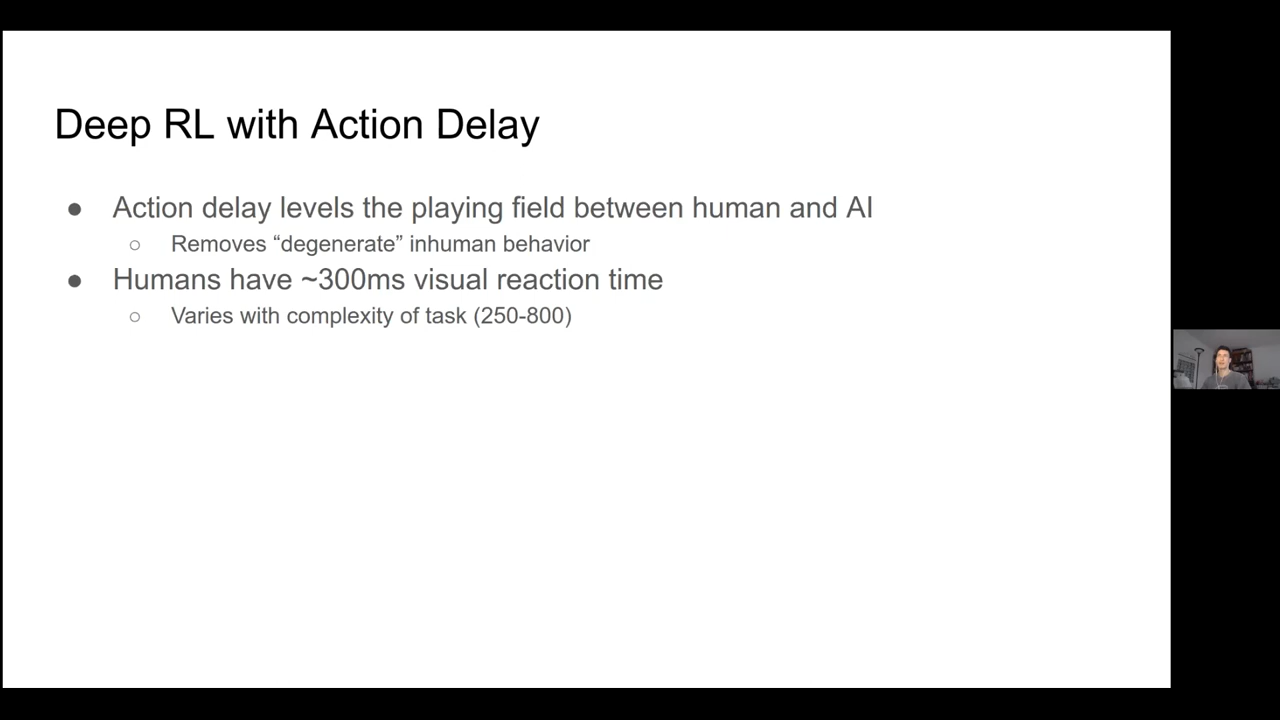 Deep RL with Action Delay
● Action delay levels the playing field between human and AI
○ Removes “degenerate” inhuman behavior
● Humans have ~300ms visual reaction time
○ Varies with complexity of task (250-800)